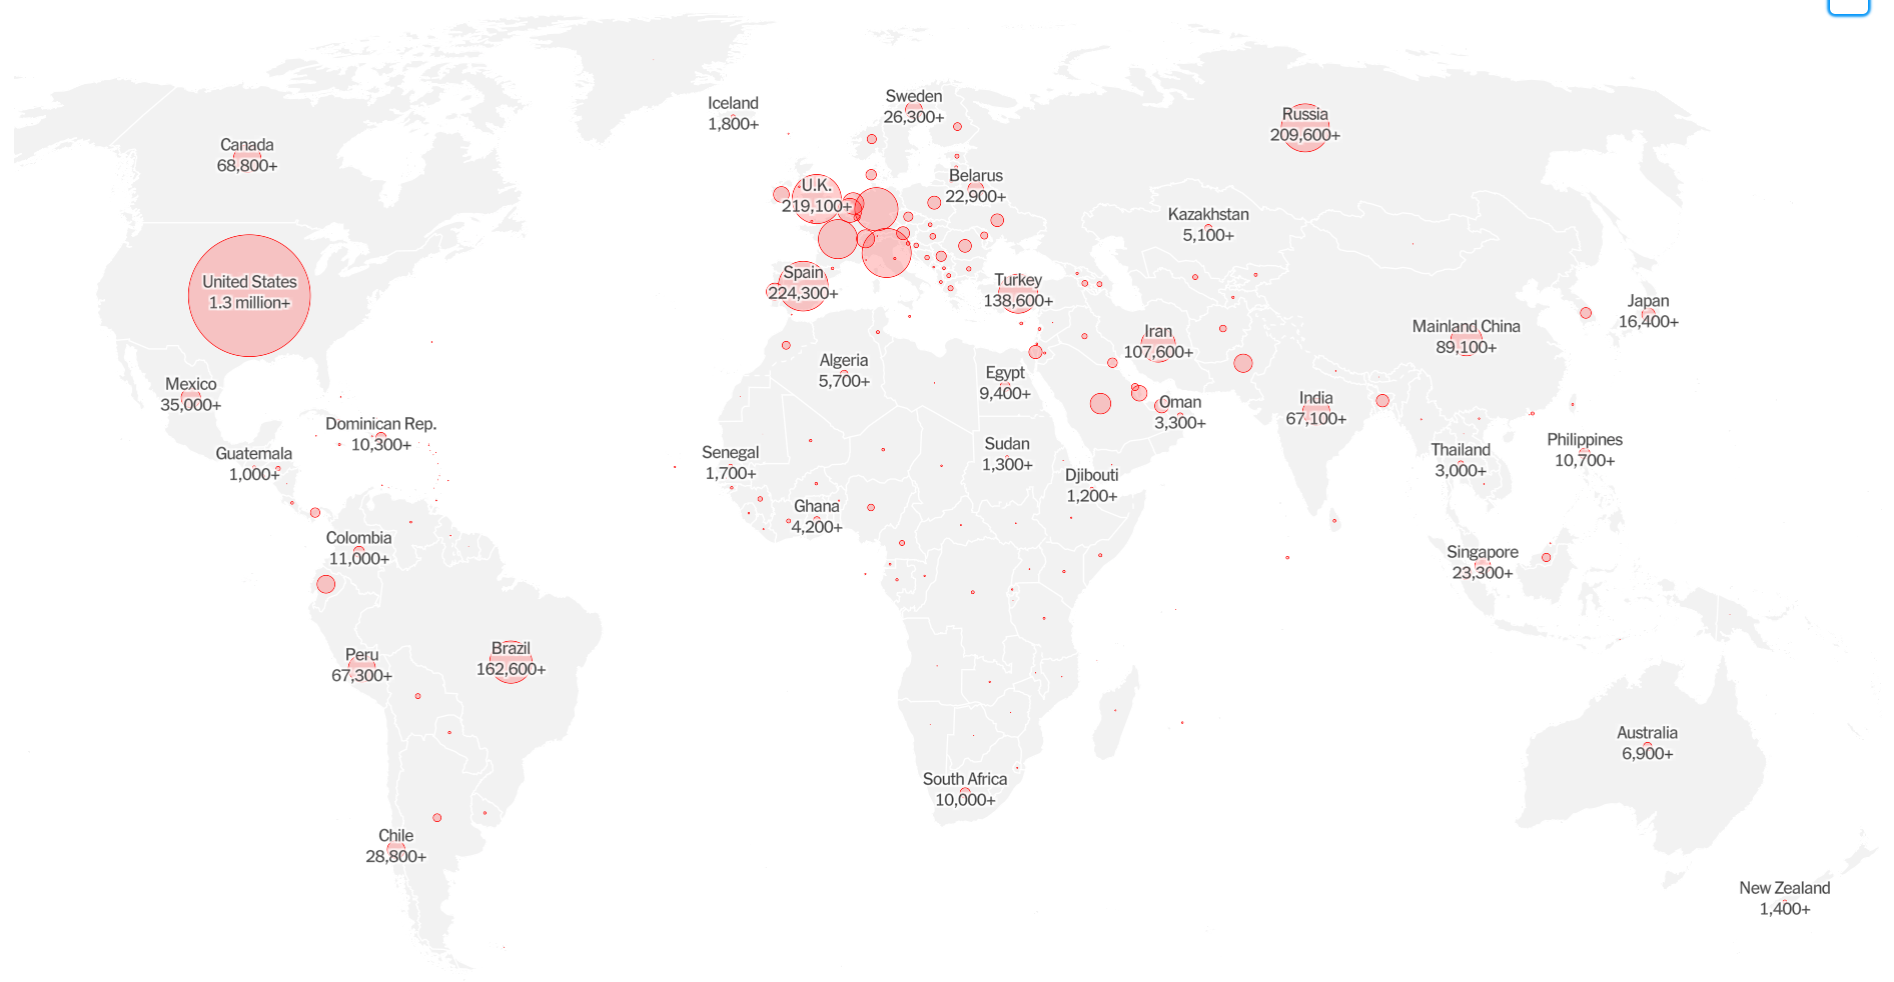 Sweden
26,300+
Iceland
1,800+
Russia
209,600+
Canada
68,800+
Belarus
22,900+
U.K.
219,100+
Kazakhstan
5,100+
United States
1.3 million+
Spain
224,300+
Turkey
138,600+
Japan
16,400+
Mainland China
89,100+
Iran
107,600+
Algeria
5,700+
Egypt
9,400+
Mexico
35,000+
India
67,100+
Oman
3,300+
Dominican Rep.
10,300+
Guatemala
1,000+
Senegal
1,700+
Sudan
1,300+
Thailand
3,000+
Philippines
10,700+
Djibouti
1,200+
Ghana
4,200+
Colombia
11,000+
Singapore
23,300+
Peru
67,300+
Brazil
162,600+
Australia
6,900+
South Africa
10,000+
Chile
28,800+
New Zealand
1,400+